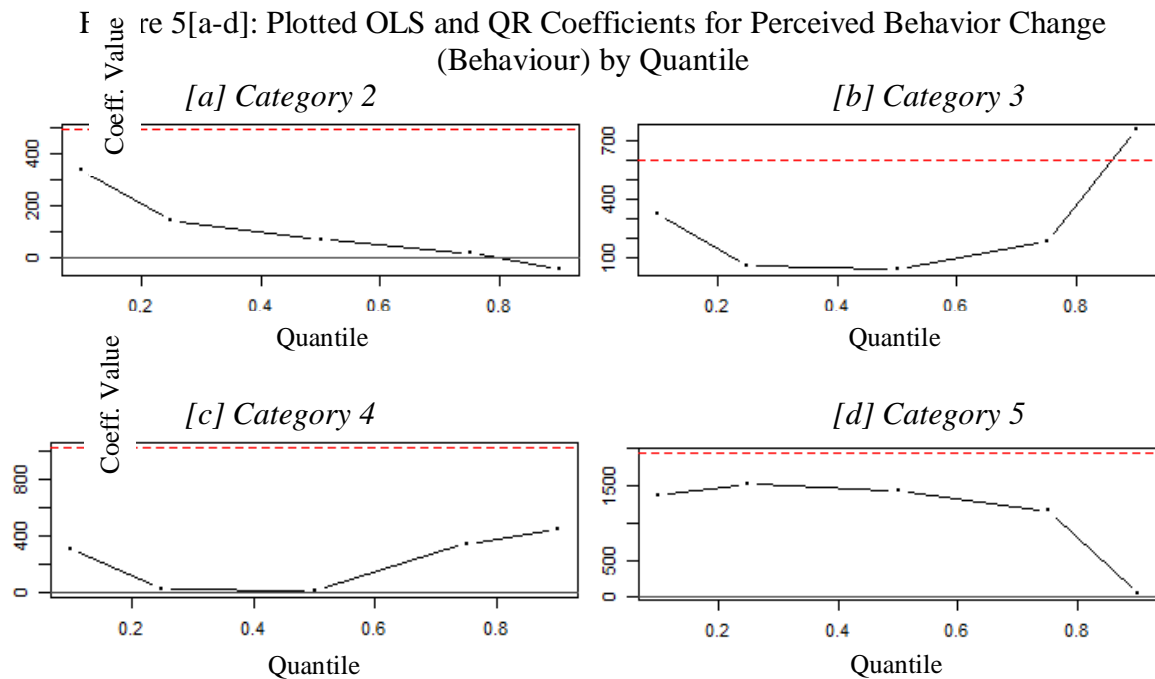 F re 5[a-d]: Plotted OLS and QR Coefficients for Perceived Behavior Change
(Behaviour) by Quantile
[a] Category 2
[b] Category 3
Coeff. Value
400
200
0
0.2 0.4 0.6 0.8
Quantile
700
400
100
0.2 0.4 0.6 0.8
Quantile
[c] Category 4
[d] Category 5
Coeff. Value
800
400
0
0.2 0.4 0.6 0.8
Quantile
1500
500
0
0.2 0.4 0.6 0.8
Quantile